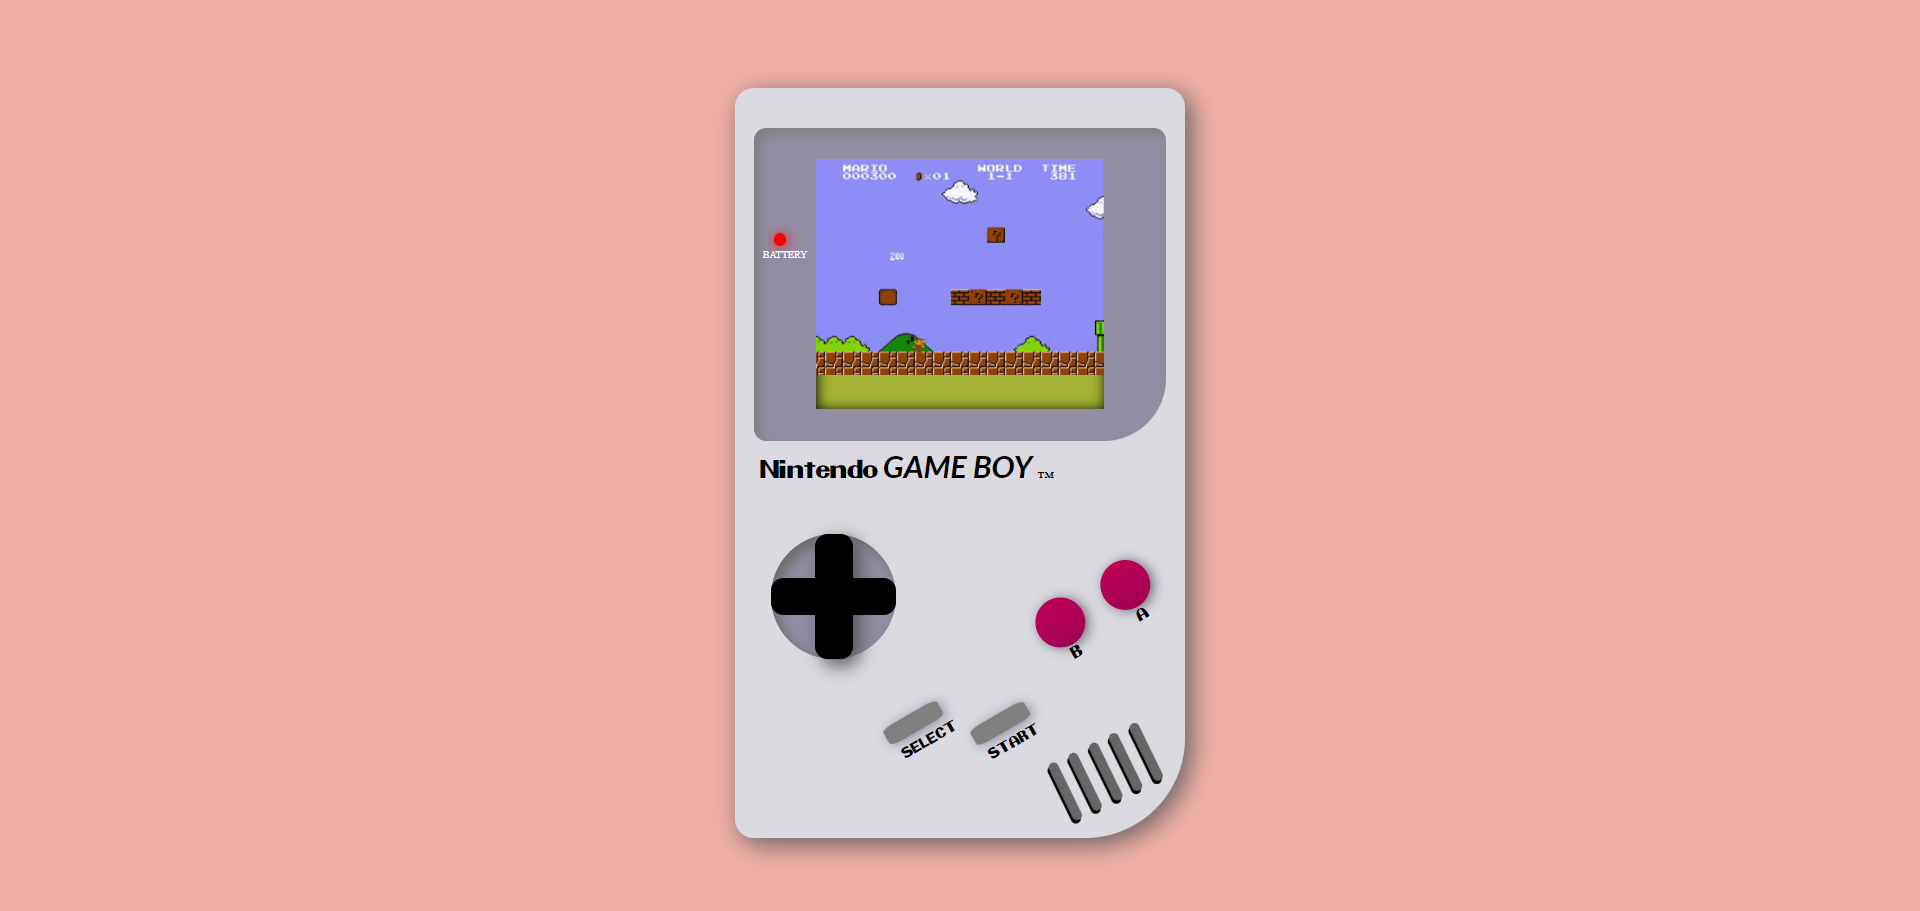 MARIO WORLD TIME
000300 ×01 1-1 381
200
? 
? ?
BATTERY
Nintendo GAME BOY TM
A
B
SELECT START